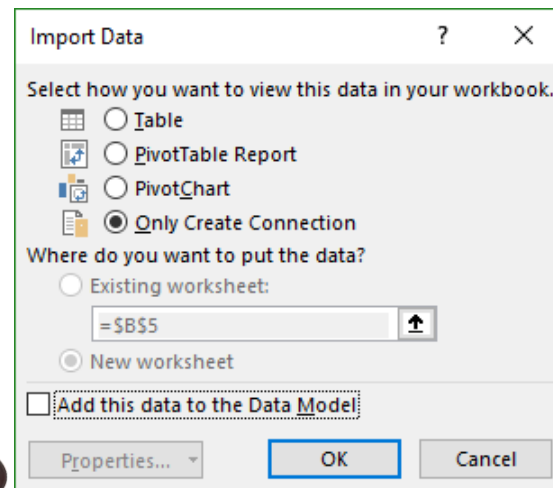 Import Data
?
Select how you want to view this data in your workbook.
Table
PivotTable Report
PivotChart
Only Create Connection
Where do you want to put the data?
Existing worksheet:
=$B$5
New worksheet
Add this data to the Data Model
Properties...
OK
Cancel